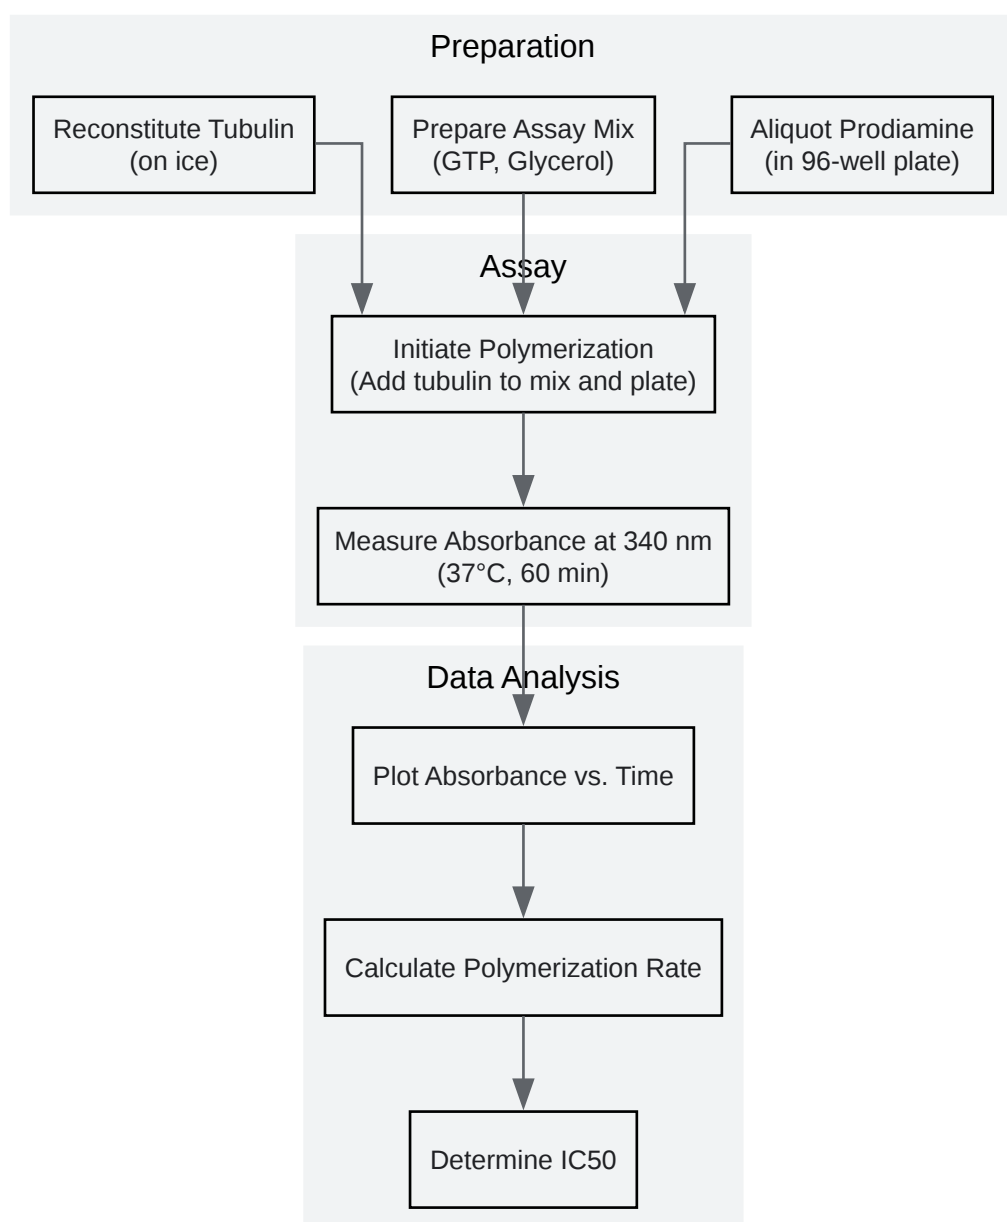 Preparation
Reconstitute Tubulin
(on ice)
Prepare Assay Mix
(GTP, Glycerol)
Aliquot Prodiamine
(in 96-well plate)
Assay
Initiate Polymerization
(Add tubulin to mix and plate)
Measure Absorbance at 340 nm
(37°C, 60 min)
Data Analysis
Plot Absorbance vs. Time
Calculate Polymerization Rate
Determine IC50